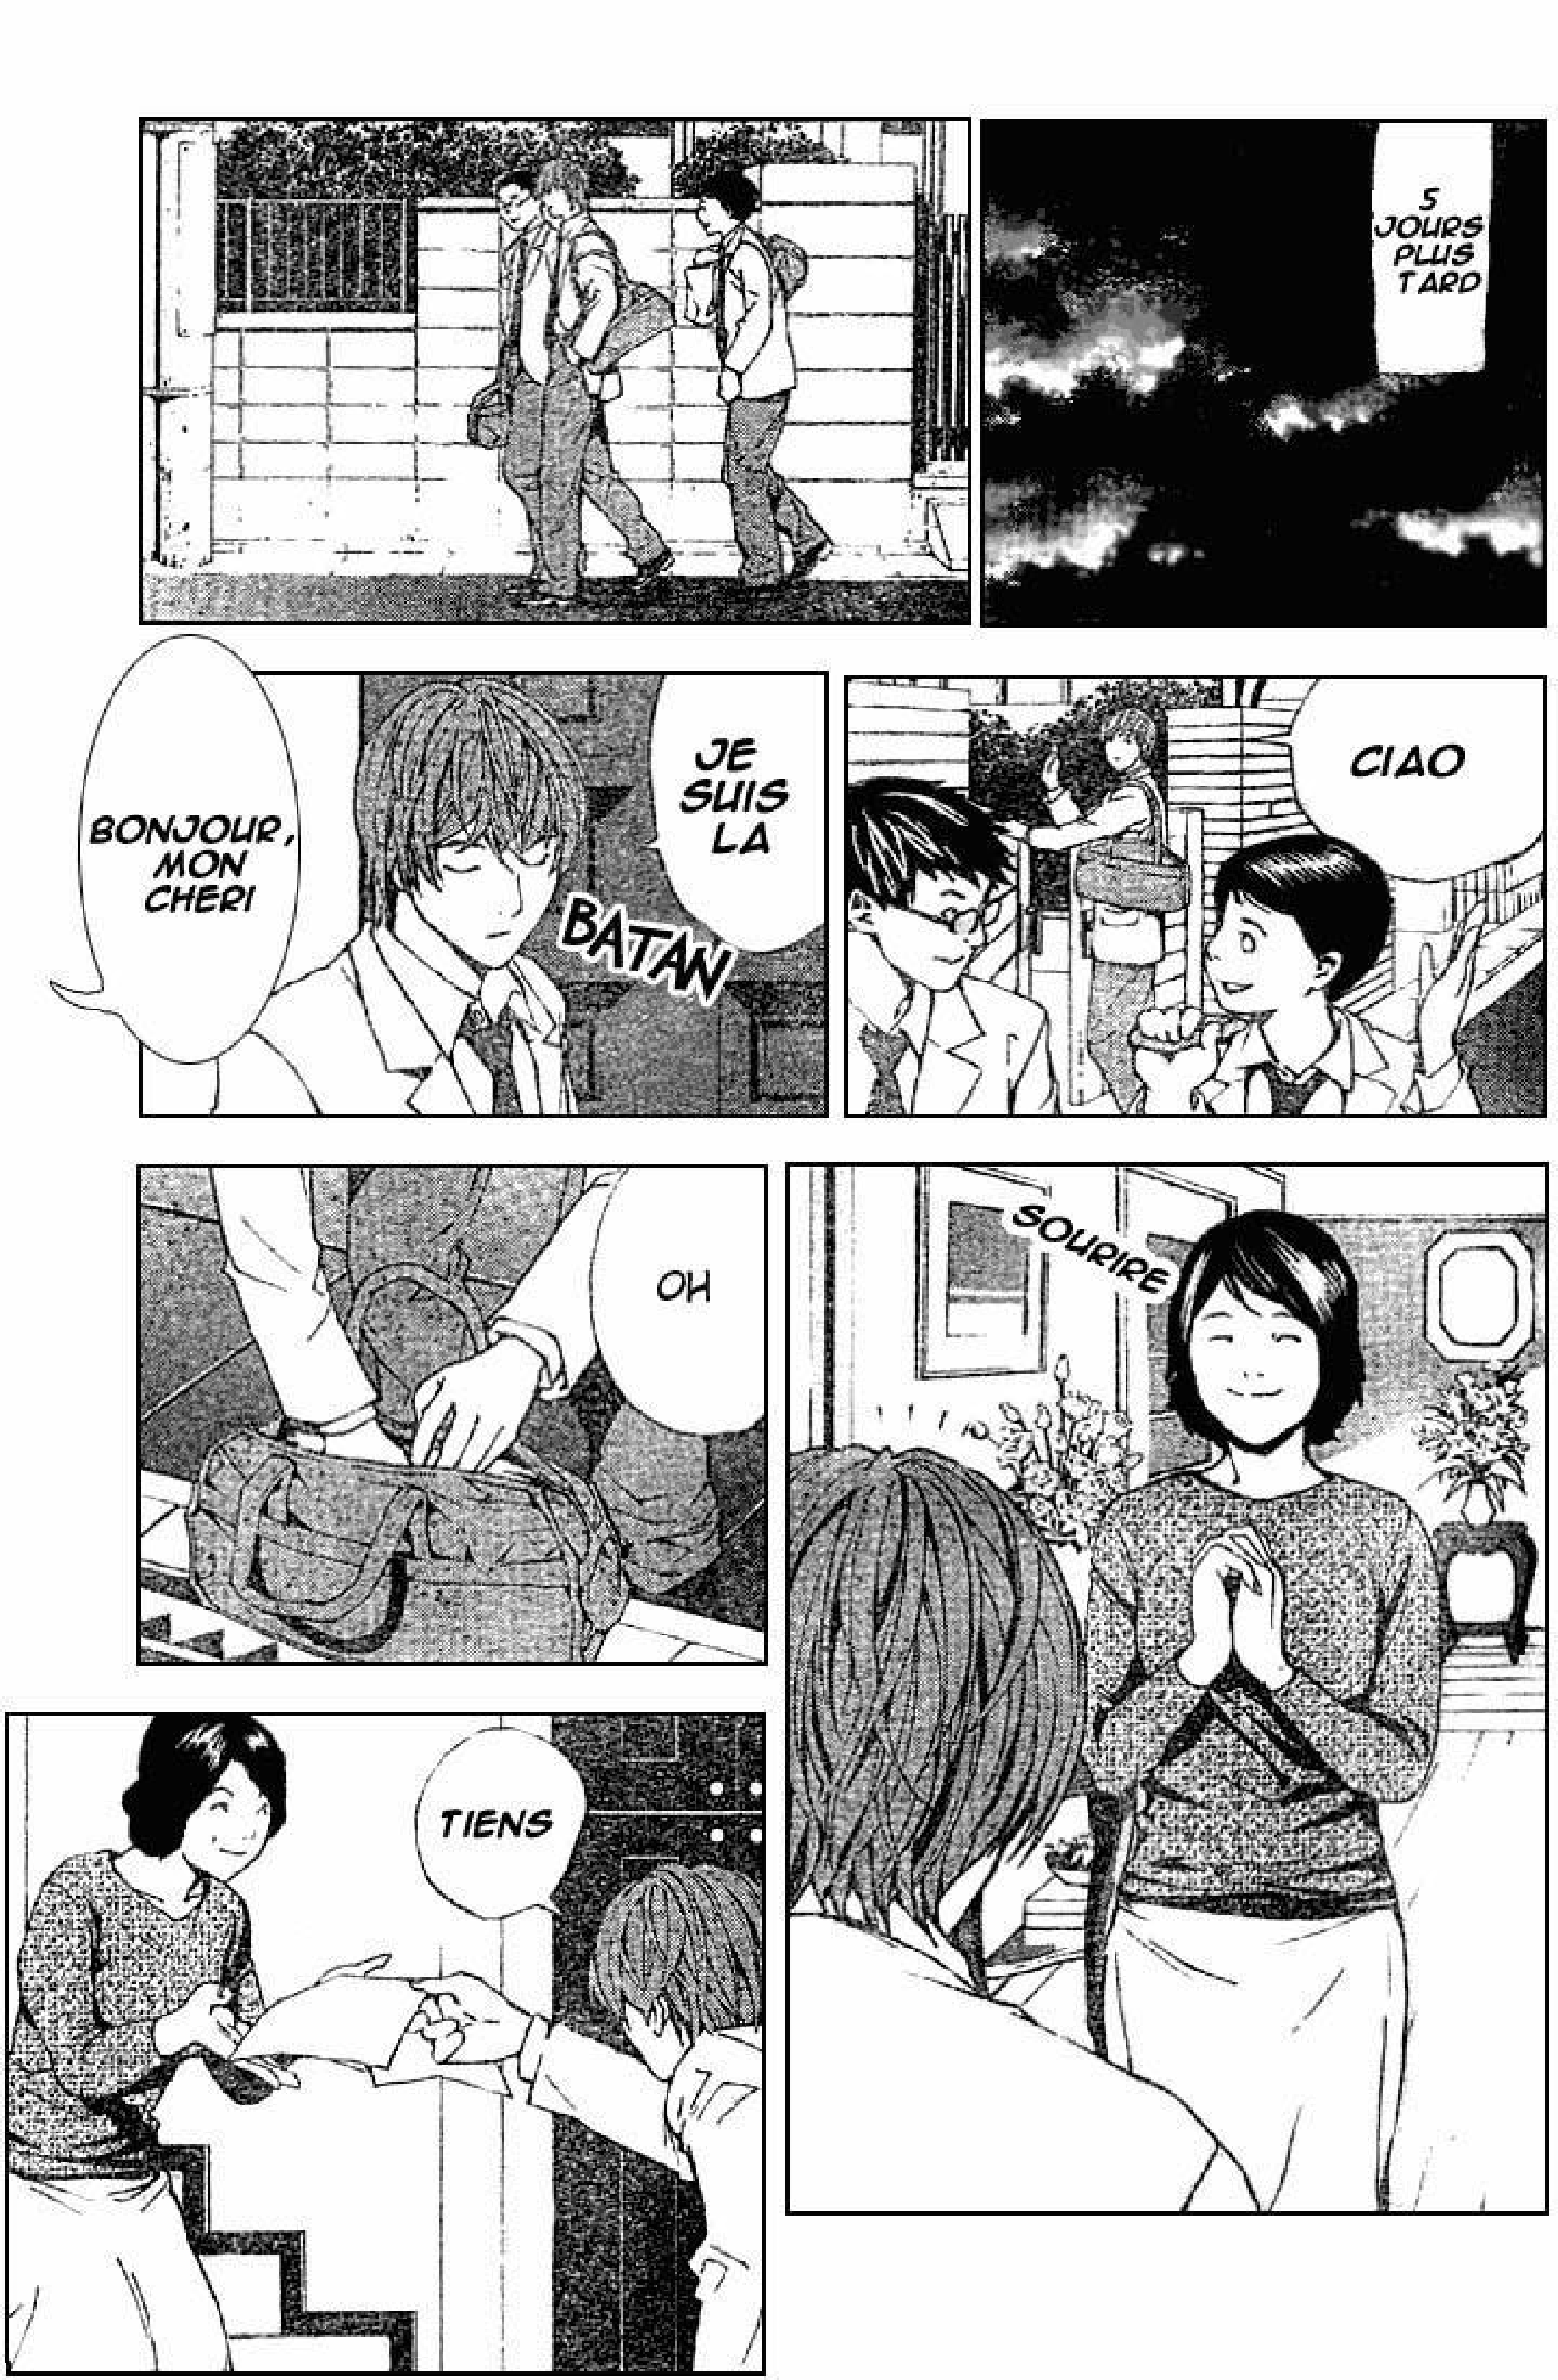 5
JOURS
PLUS
TARD
CIAO
JE
SUIS
LA
BATAN
BONJOUR,
MON
CHERI
SOURIRE
OH
TIENS